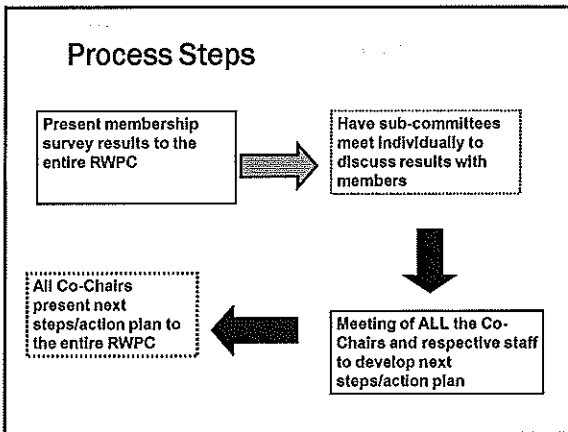 Process Steps
Present membership
survey results to the
entire RWPC
Have sub-committees
meet individually to
discuss results with
members
Meeting of ALL the Co-
Chairs and respective staff
to develop next
steps/action plan
All Co-Chairs
present next
steps/action plan to
the entire RWPC